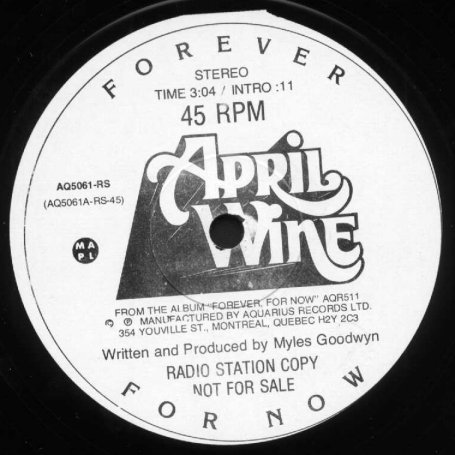 FOREVER
STEREO
TIME 3:04 / INTRO :11
45 RPM
APRIL
WINE
AQ5061-RS
(AQ5061A-RS-45)
M A
P L
FROM THE ALBUM "FOREVER, FOR NOW" AQR511
© ℗ MANUFACTURED BY AQUARIUS RECORDS LTD.
354 YOUVILLE ST., MONTREAL, QUEBEC H2Y 2C3
Written and Produced by Myles Goodwyn
RADIO STATION COPY
NOT FOR SALE
FOR NOW